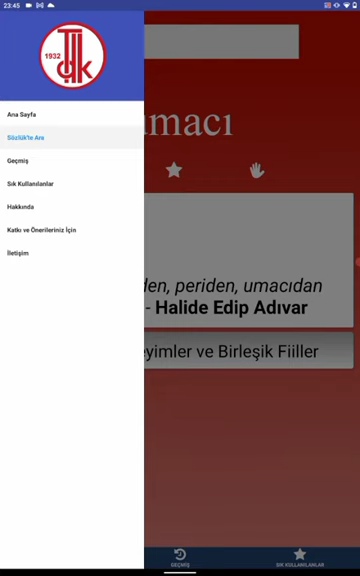 23:45
1932
TDK
Ana Sayfa
Sözlük'te Ara
Geçmiş
Sık Kullanılanlar
Hakkında
Katkı ve Önerileriniz İçin
İletişim
umacı
den, periden, umacıdan
- Halide Edip Adıvar
eyimler ve Birleşik Fiiller
GEÇMİŞ
SIK KULLANILANLAR